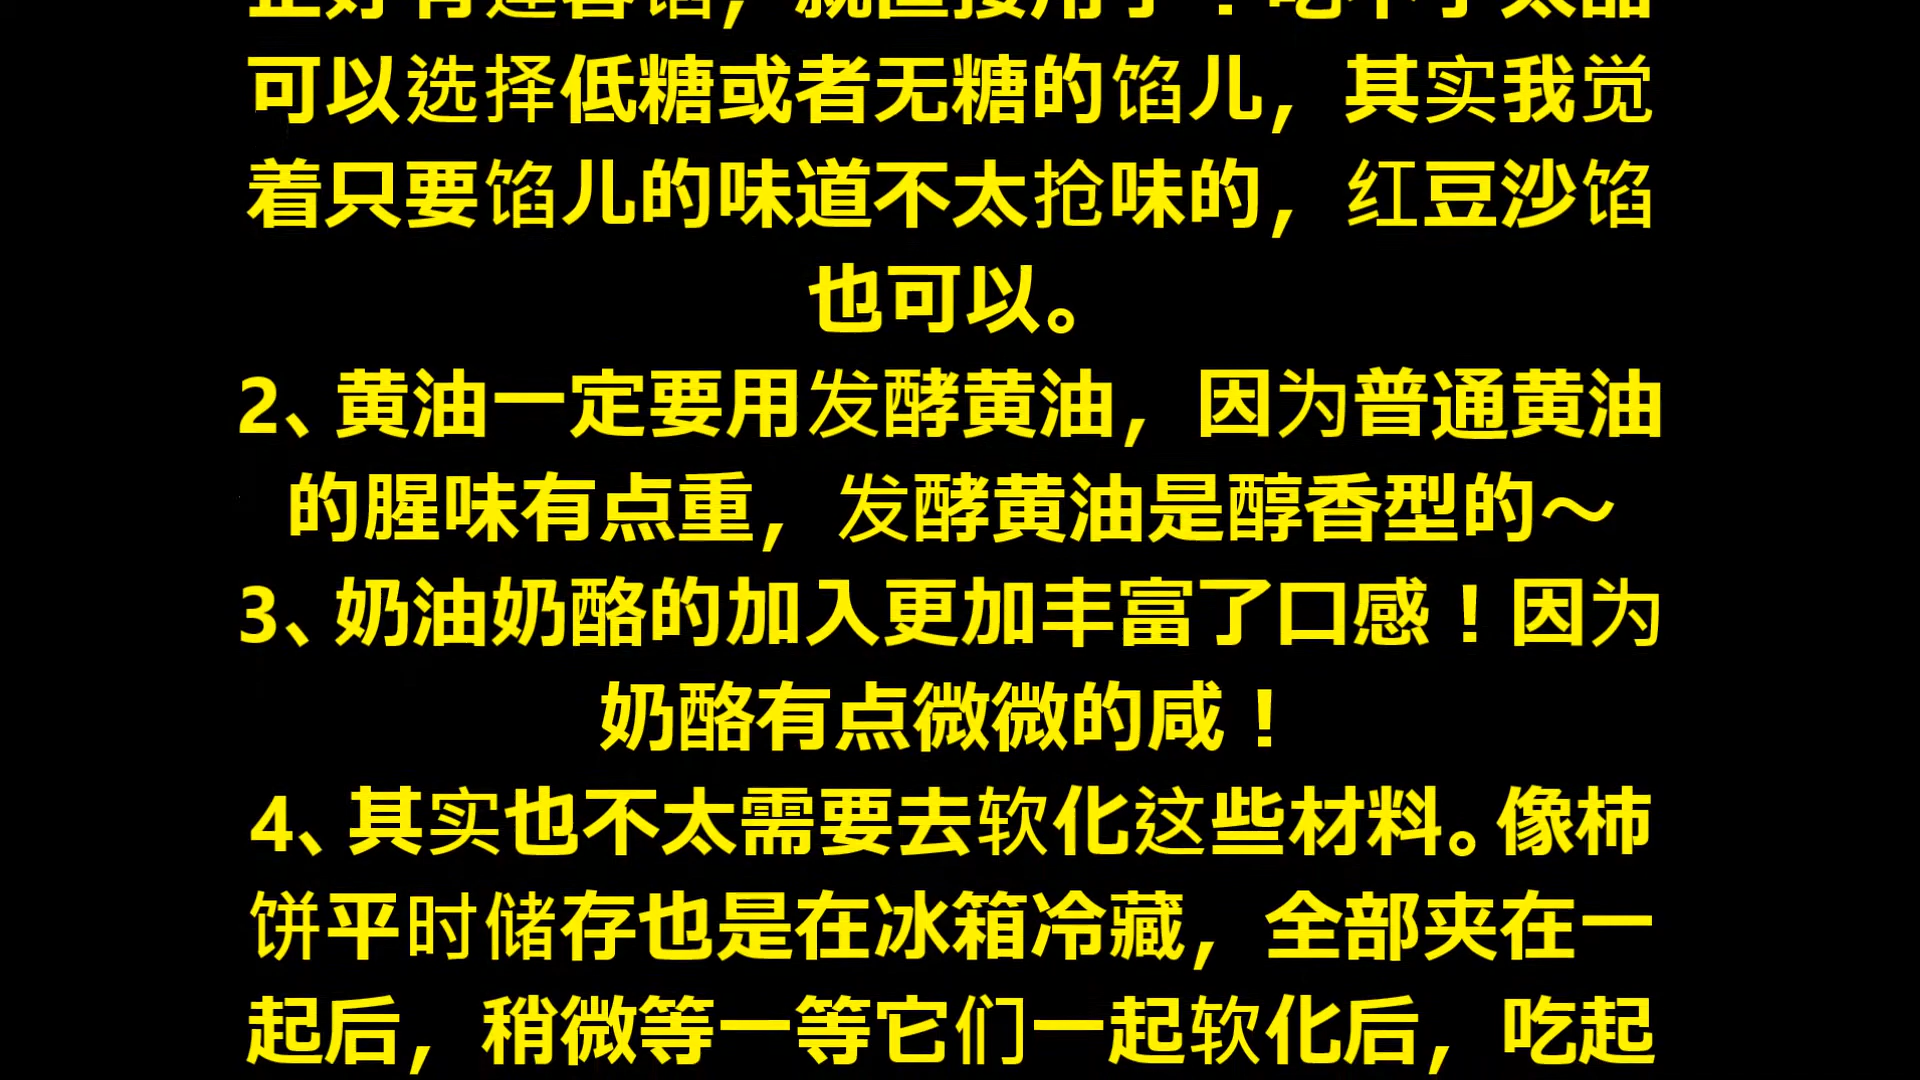 可以选择低糖或者无糖的馅儿，其实我觉
着只要馅儿的味道不太抢味的，红豆沙馅
也可以。
2、黄油一定要用发酵黄油，因为普通黄油
的腥味有点重，发酵黄油是醇香型的～
3、奶油奶酪的加入更加丰富了口感！因为
奶酪有点微微的咸！
4、其实也不太需要去软化这些材料。像柿
饼平时储存也是在冰箱冷藏，全部夹在一
起后，稍微等一等它们一起软化后，吃起